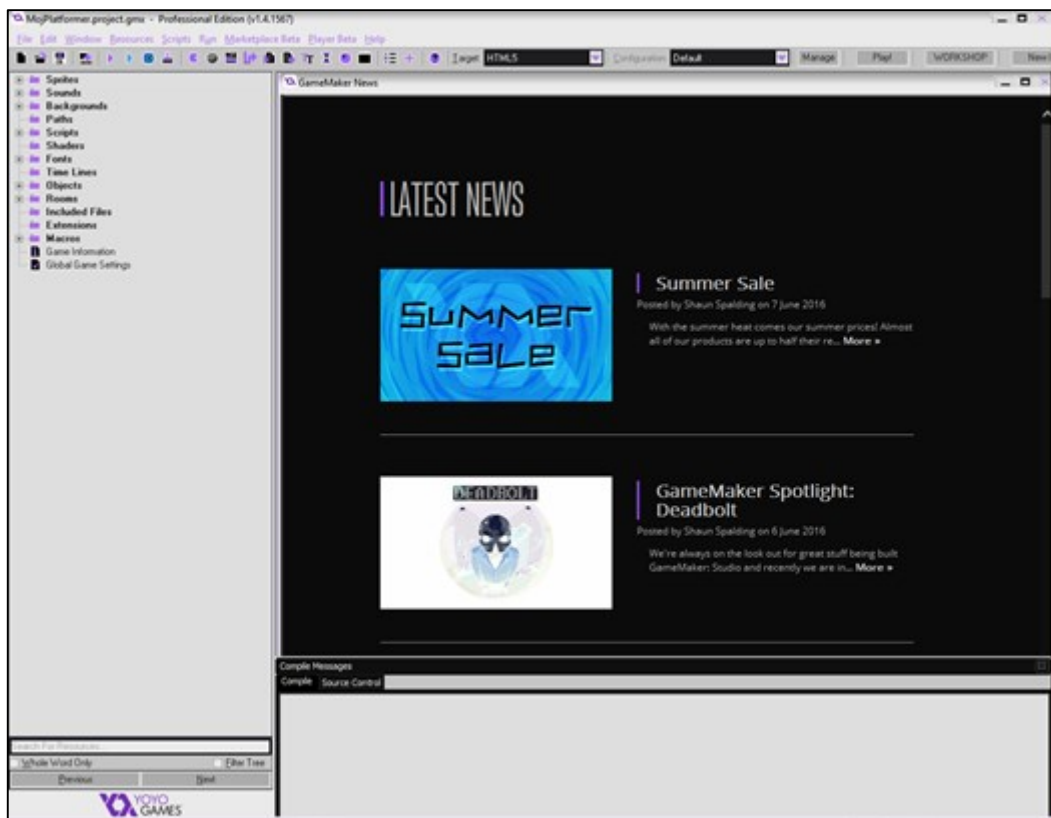 MojPlatformer.project.gmx - Professional Edition (v1.4.1567)
File Edit Window Resources Scripts Run Marketplace Beta Player Beta Help
Target: HTML5 Configuration: Default Manage Play! WORKSHOP New
GameMaker News
Sprites
Sounds
Backgrounds
Paths
Scripts
Shaders
Fonts
Time Lines
Objects
Rooms
Included Files
Extensions
Macros
Game Information
Global Game Settings
LATEST NEWS
SUMMER
SALE
Summer Sale
Posted by Shaun Spalding on 7 June 2016
With the summer heat comes our summer prices! Almost
all of our products are up to half their re... More »
DEADBOLT
GameMaker Spotlight:
Deadbolt
Posted by Shaun Spalding on 6 June 2016
We're always on the look out for great stuff being built
GameMaker: Studio and recently we are in... More »
Compile Messages
Compile Source Control
Search For Resources
Whole Word Only Filter Tree
Previous Next
YOYO
GAMES